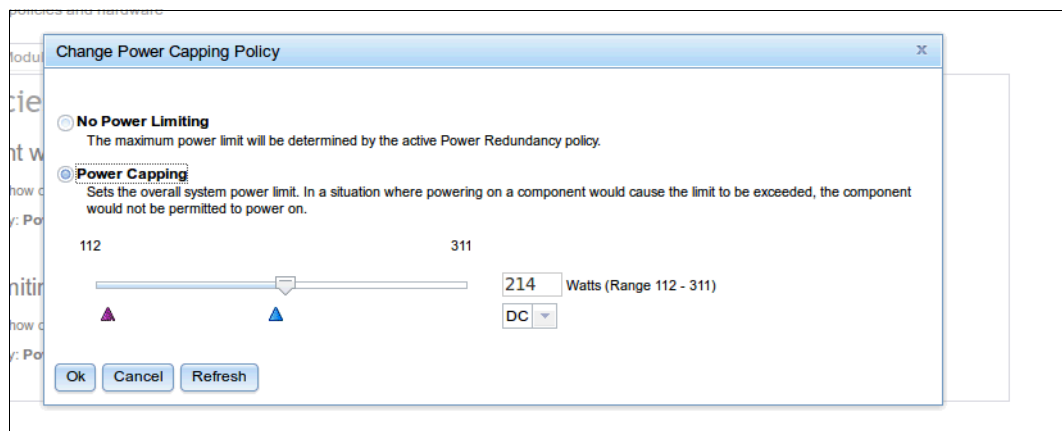 policies and hardware
Change Power Capping Policy
x
No Power Limiting
The maximum power limit will be determined by the active Power Redundancy policy.
Power Capping
Sets the overall system power limit. In a situation where powering on a component would cause the limit to be exceeded, the component
would not be permitted to power on.
112 311
214 Watts (Range 112 - 311)
DC
Ok Cancel Refresh